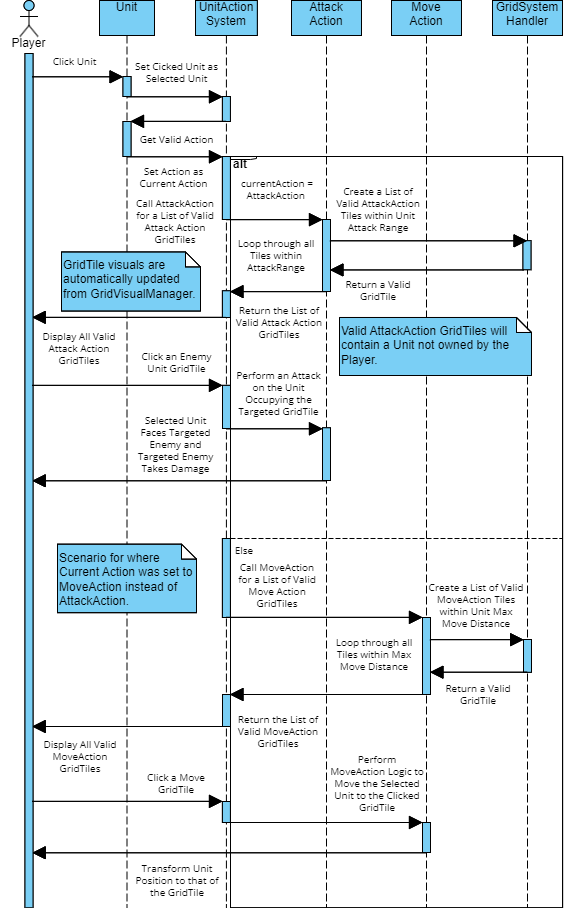 Unit
UnitAction
System
Attack
Action
Move
Action
GridSystem
Handler
Player
Click Unit
Set Cicked Unit as
Selected Unit
Get Valid Action
alt
Set Action as
Current Action
currentAction =
AttackAction
Call AttackAction
for a List of Valid
Attack Action
GridTiles
Create a List of
Valid AttackAction
Tiles within Unit
Attack Range
Loop through all
Tiles within
AttackRange
GridTile visuals are
automatically updated
from GridVisualManager.
Return a Valid
GridTile
Return the List of
Valid Attack Action
GridTiles
Valid AttackAction GridTiles will
contain a Unit not owned by the
Player.
Display All Valid
Attack Action
GridTiles
Click an Enemy
Unit GridTile
Perform an Attack
on the Unit
Occupying the
Targeted GridTile
Selected Unit
Faces Targeted
Enemy and
Targeted Enemy
Takes Damage
Else
Scenario for where
Current Action was set to
MoveAction instead of
AttackAction.
Call MoveAction
for a List of Valid
Move Action
GridTiles
Create a List of Valid
MoveAction Tiles
within Unit Max
Move Distance
Loop through all
Tiles within Max
Move Distance
Return a Valid
GridTile
Return the List of
Valid MoveAction
GridTiles
Display All Valid
MoveAction
GridTiles
Click a Move
GridTile
Perform
MoveAction Logic to
Move the Selected
Unit to the Clicked
GridTile
Transform Unit
Position to that of
the GridTile